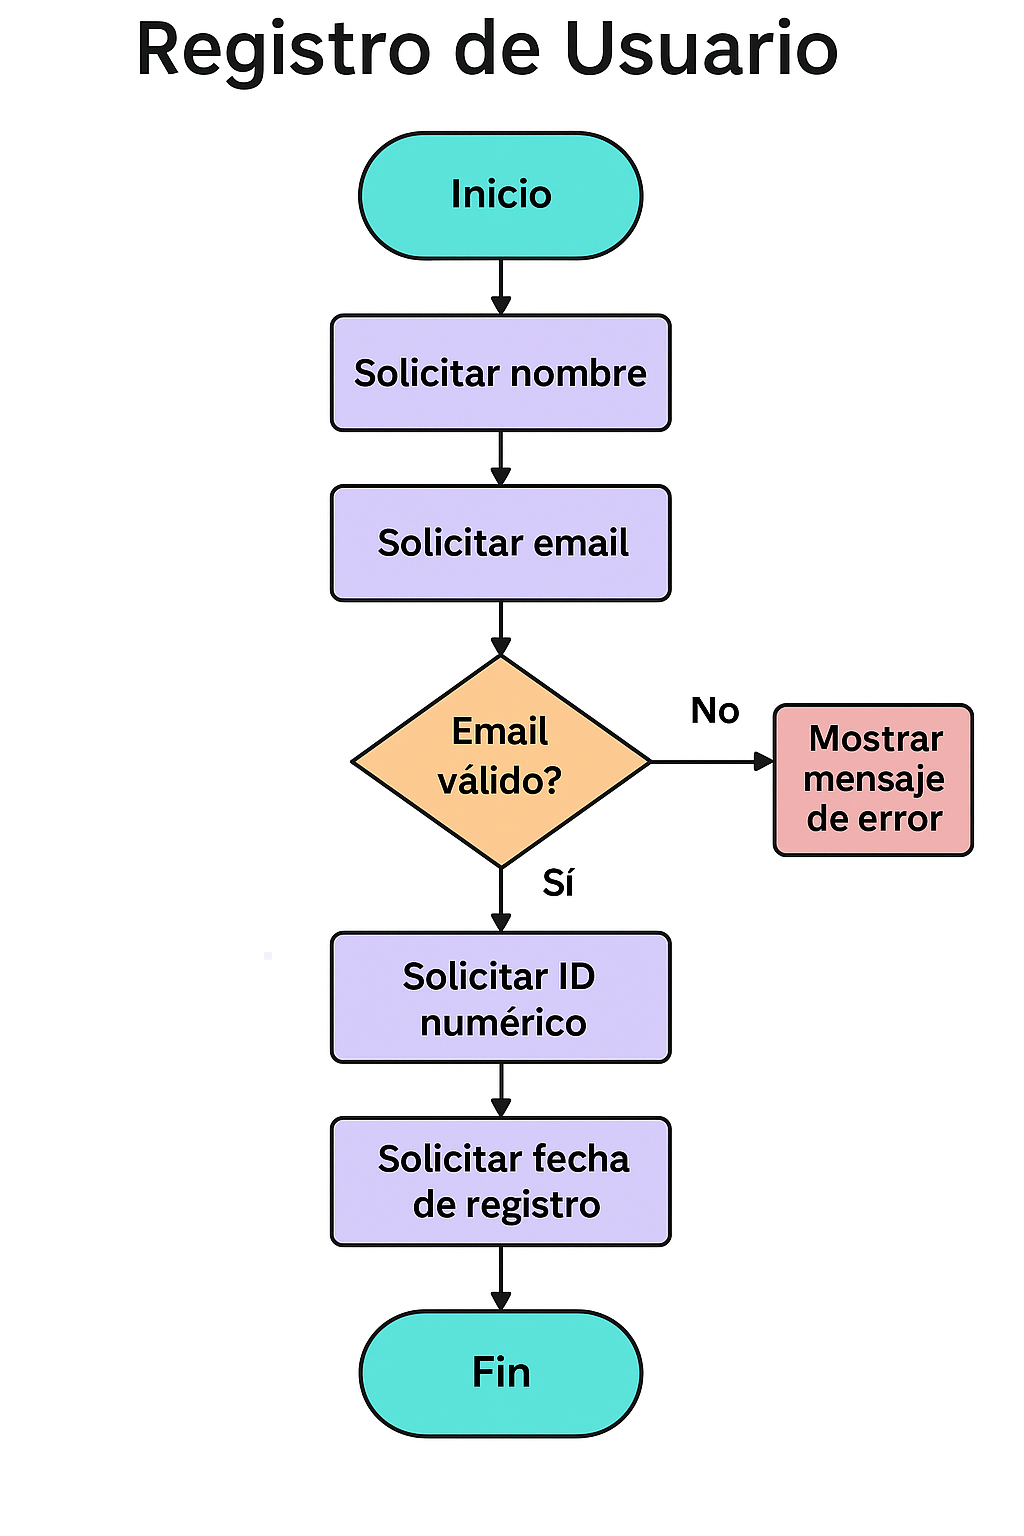 Registro de Usuario
Inicio
Solicitar nombre
Solicitar email
Email
válido?
No
Mostrar
mensaje
de error
Sí
Solicitar ID
numérico
Solicitar fecha
de registro
Fin